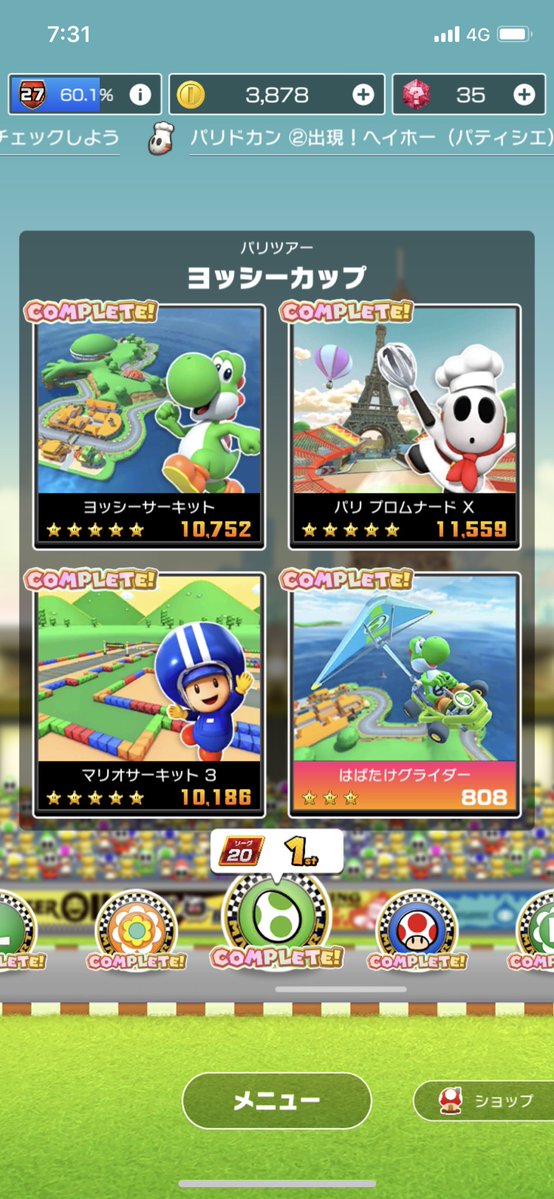 7:31
4G
27 60.1% i
3,878
35
チェックしよう
パリドカン ②出現！ヘイホー（パティシエ）
パリツアー
ヨッシーカップ
COMPLETE!
COMPLETE!
ヨッシーサーキット
10,752
パリ プロムナード X
11,559
COMPLETE!
COMPLETE!
マリオサーキット 3
10,186
はばたけグライダー
808
リーグ
20
1st
COMPLETE!
COMPLETE!
メニュー
ショップ
COMPLETE!